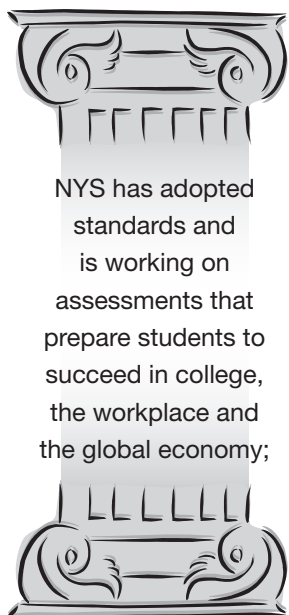 NYS has adopted
standards and
is working on
assessments that
prepare students to
succeed in college,
the workplace and
the global economy;